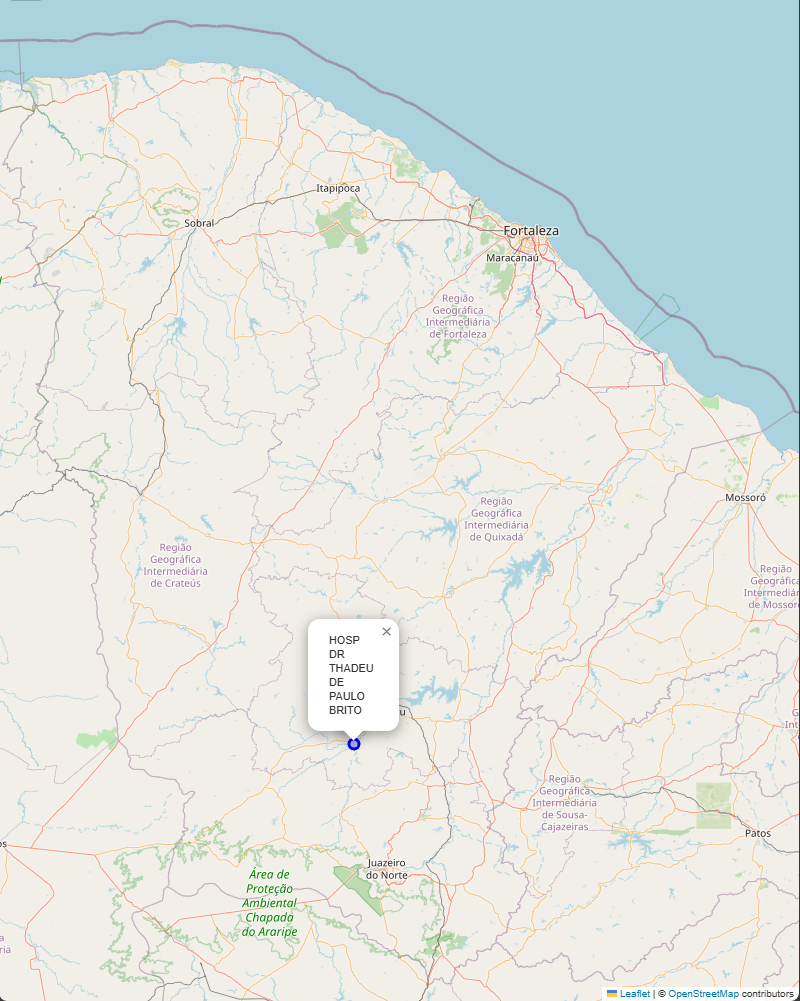 Itapipoca
Sobral
Fortaleza
Maracanaú
Região
Geográfica
Intermediária
de Fortaleza
Mossoró
Região
Geográfica
Intermediária
de Quixadá
Região
Geográfica
Intermediária
de Crateús
Região
Geográfica
Intermediária
de Mossoró
×
HOSP
DR
THADEU
DE
PAULO
BRITO
u
Região
Geográfica
Intermediária
de Sousa-
Cajazeiras
Patos
os
Juazeiro
do Norte
Área de
Proteção
Ambiental
Chapada
do Araripe
ria
Leaflet | © OpenStreetMap contributors